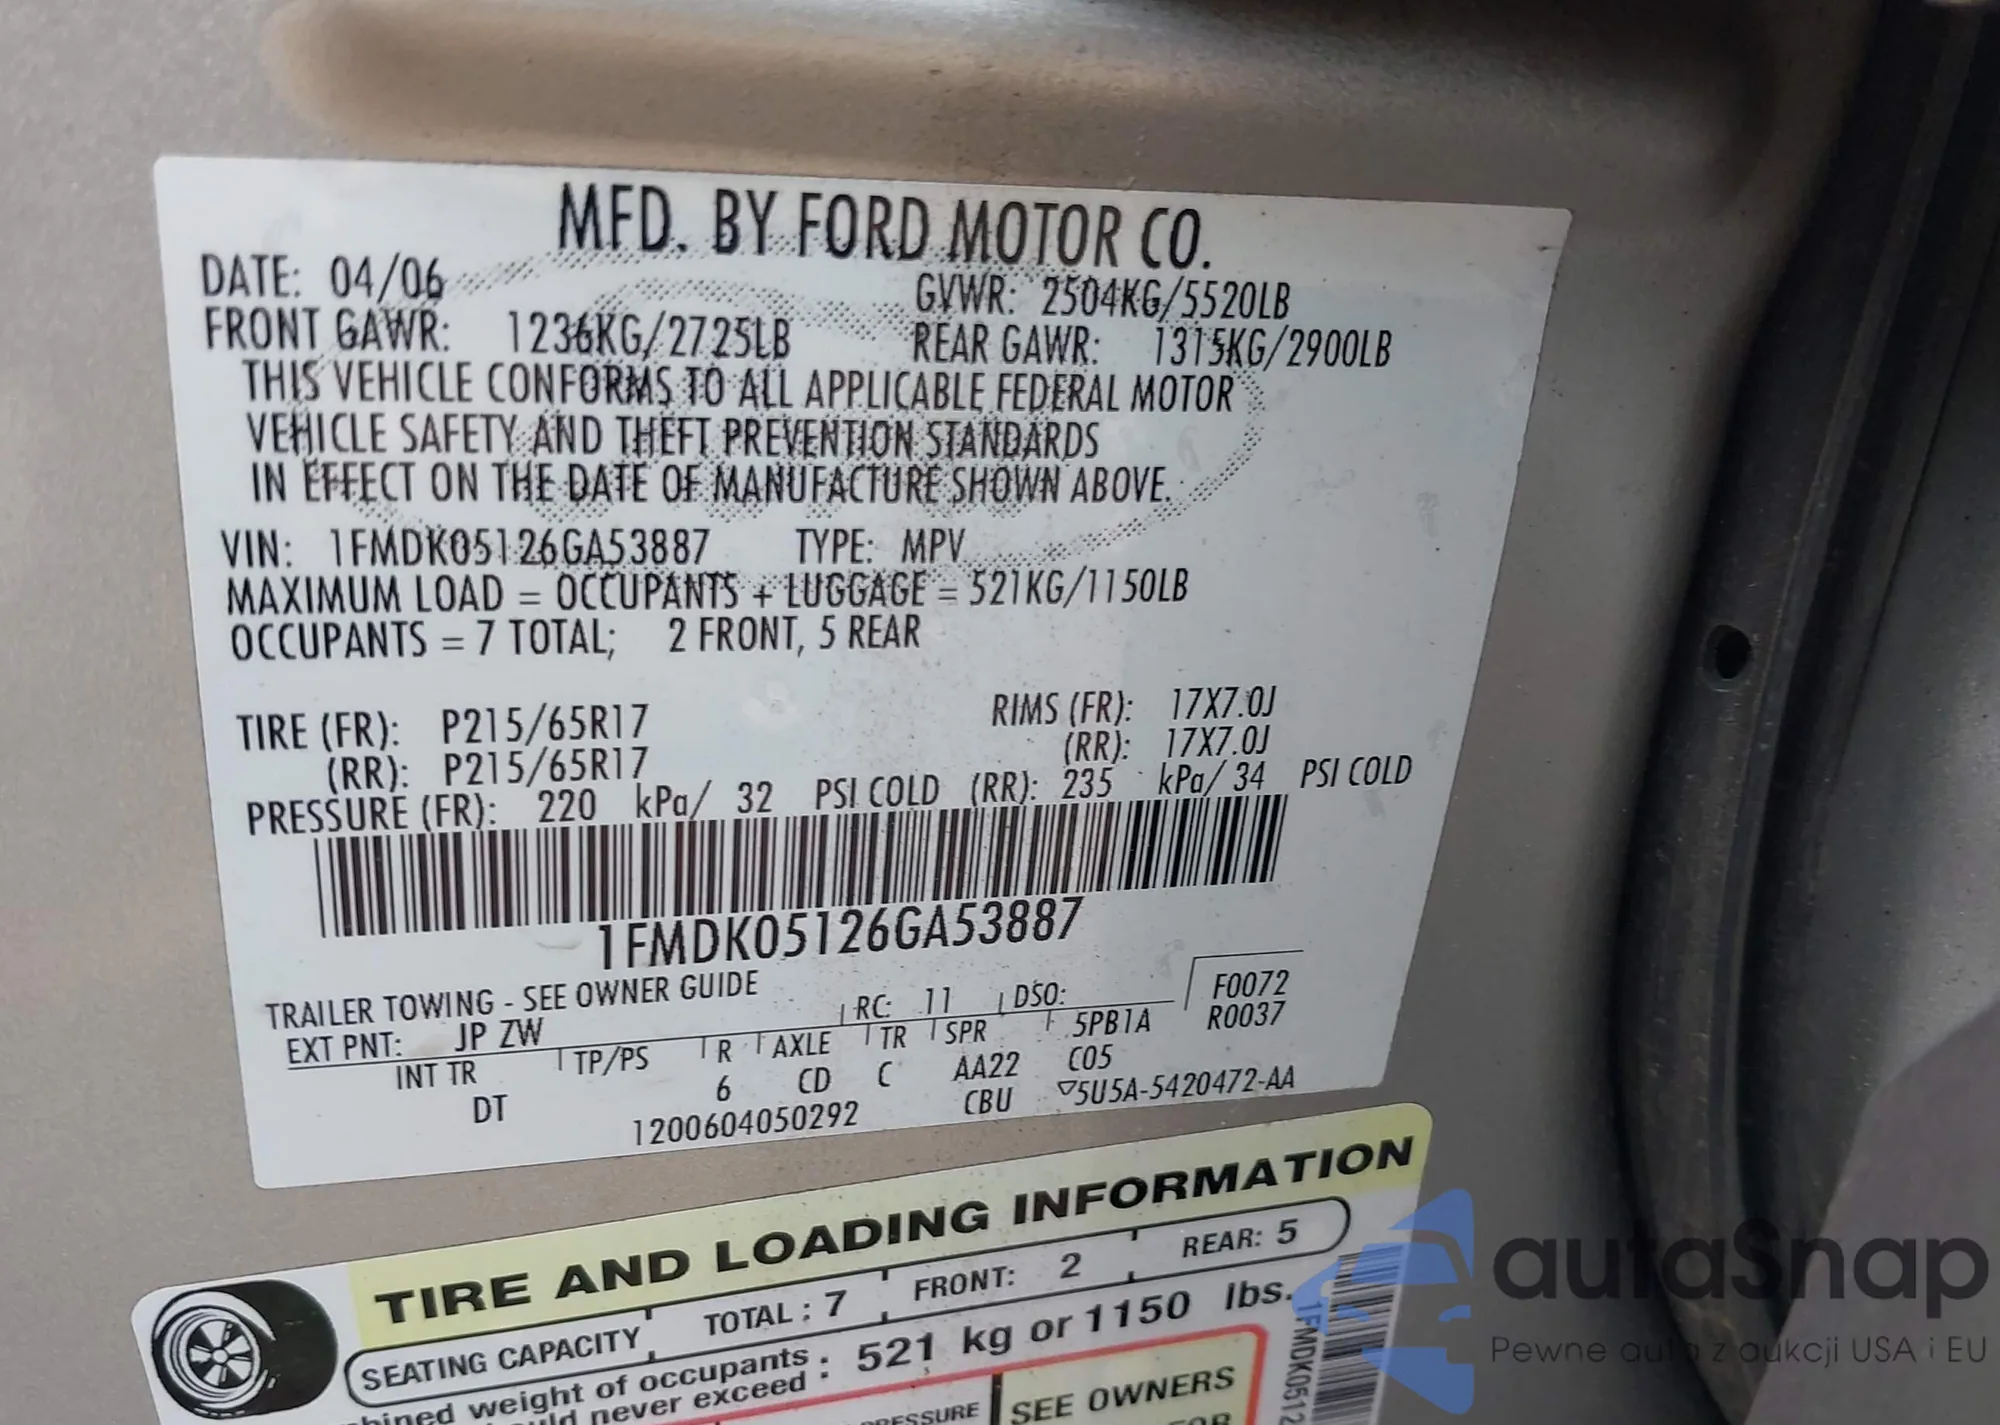 MFD. BY FORD MOTOR CO.
DATE: 04/06 GVWR: 2504KG/5520LB
FRONT GAWR: 1236KG/2725LB REAR GAWR: 1315KG/2900LB
THIS VEHICLE CONFORMS TO ALL APPLICABLE FEDERAL MOTOR
VEHICLE SAFETY AND THEFT PREVENTION STANDARDS
IN EFFECT ON THE DATE OF MANUFACTURE SHOWN ABOVE.
VIN: 1FMDK05126GA53887 TYPE: MPV
MAXIMUM LOAD = OCCUPANTS + LUGGAGE = 521KG/1150LB
OCCUPANTS = 7 TOTAL; 2 FRONT, 5 REAR
TIRE (FR): P215/65R17 RIMS (FR): 17X7.0J
(RR): P215/65R17 (RR): 17X7.0J
PRESSURE (FR): 220 kPa/ 32 PSI COLD (RR): 235 kPa/ 34 PSI COLD
1FMDK05126GA53887
TRAILER TOWING - SEE OWNER GUIDE
EXT PNT: JP ZW RC: 11 DSO: F0072
INT TR TP/PS R AXLE TR SPR 5PB1A R0037
DT 6 CD C AA22 C05
1200604050292 CBU 5U5A-5420472-AA
TIRE AND LOADING INFORMATION
SEATING CAPACITY TOTAL : 7 FRONT: 2 REAR: 5
weight of occupants : 521 kg or 1150 lbs.
never exceed :
SEE OWNERS
1FMDK0512
autaSnap
Pewne auta z aukcji USA i EU